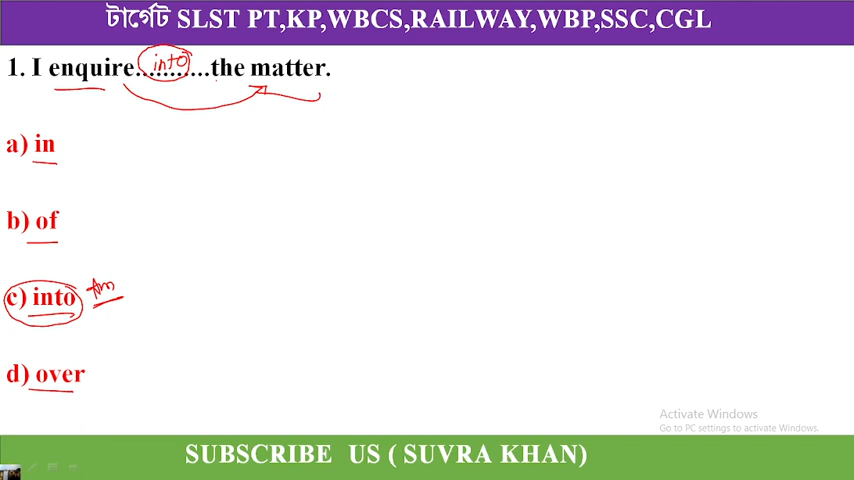 টার্গেট SLST PT,KP,WBCS,RAILWAY,WBP,SSC,CGL
1. I enquire...into...the matter.
a) in
b) of
c) into Ans
d) over
Activate Windows
Go to PC settings to activate Windows.
SUBSCRIBE US ( SUVRA KHAN)